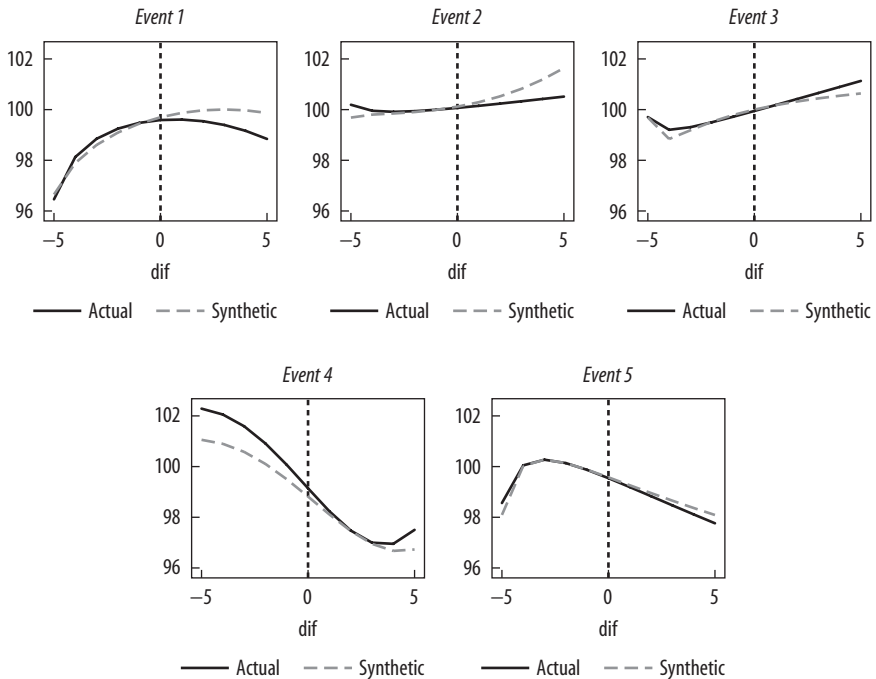 Event 1 Event 2 Event 3
102 102 102
100 100 100
98 98 98
96 96 96
−5 0 5 −5 0 5 −5 0 5
dif dif dif
Actual Synthetic Actual Synthetic Actual Synthetic
Event 4 Event 5
102 102
100 100
98 98
96 96
−5 0 5 −5 0 5
dif dif
Actual Synthetic Actual Synthetic